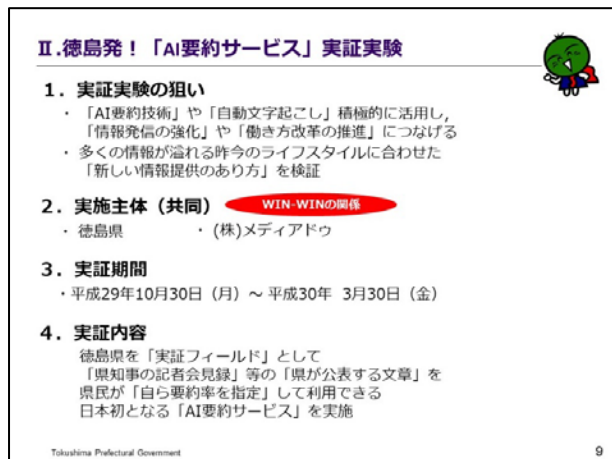 Ⅱ.徳島発！「AI要約サービス」実証実験
１．実証実験の狙い
・「AI要約技術」や「自動文字起こし」積極的に活用し，
「情報発信の強化」や「働き方改革の推進」につなげる
・多くの情報が溢れる昨今のライフスタイルに合わせた
「新しい情報提供のあり方」を検証
２．実施主体（共同） WIN-WINの関係
・徳島県 ・(株)メディアドゥ
３．実証期間
・平成29年10月30日（月）～ 平成30年 3月30日（金）
４．実証内容
徳島県を「実証フィールド」として
「県知事の記者会見録」等の「県が公表する文章」を
県民が「自ら要約率を指定」して利用できる
日本初となる「AI要約サービス」を実施
Tokushima Prefectural Government 9